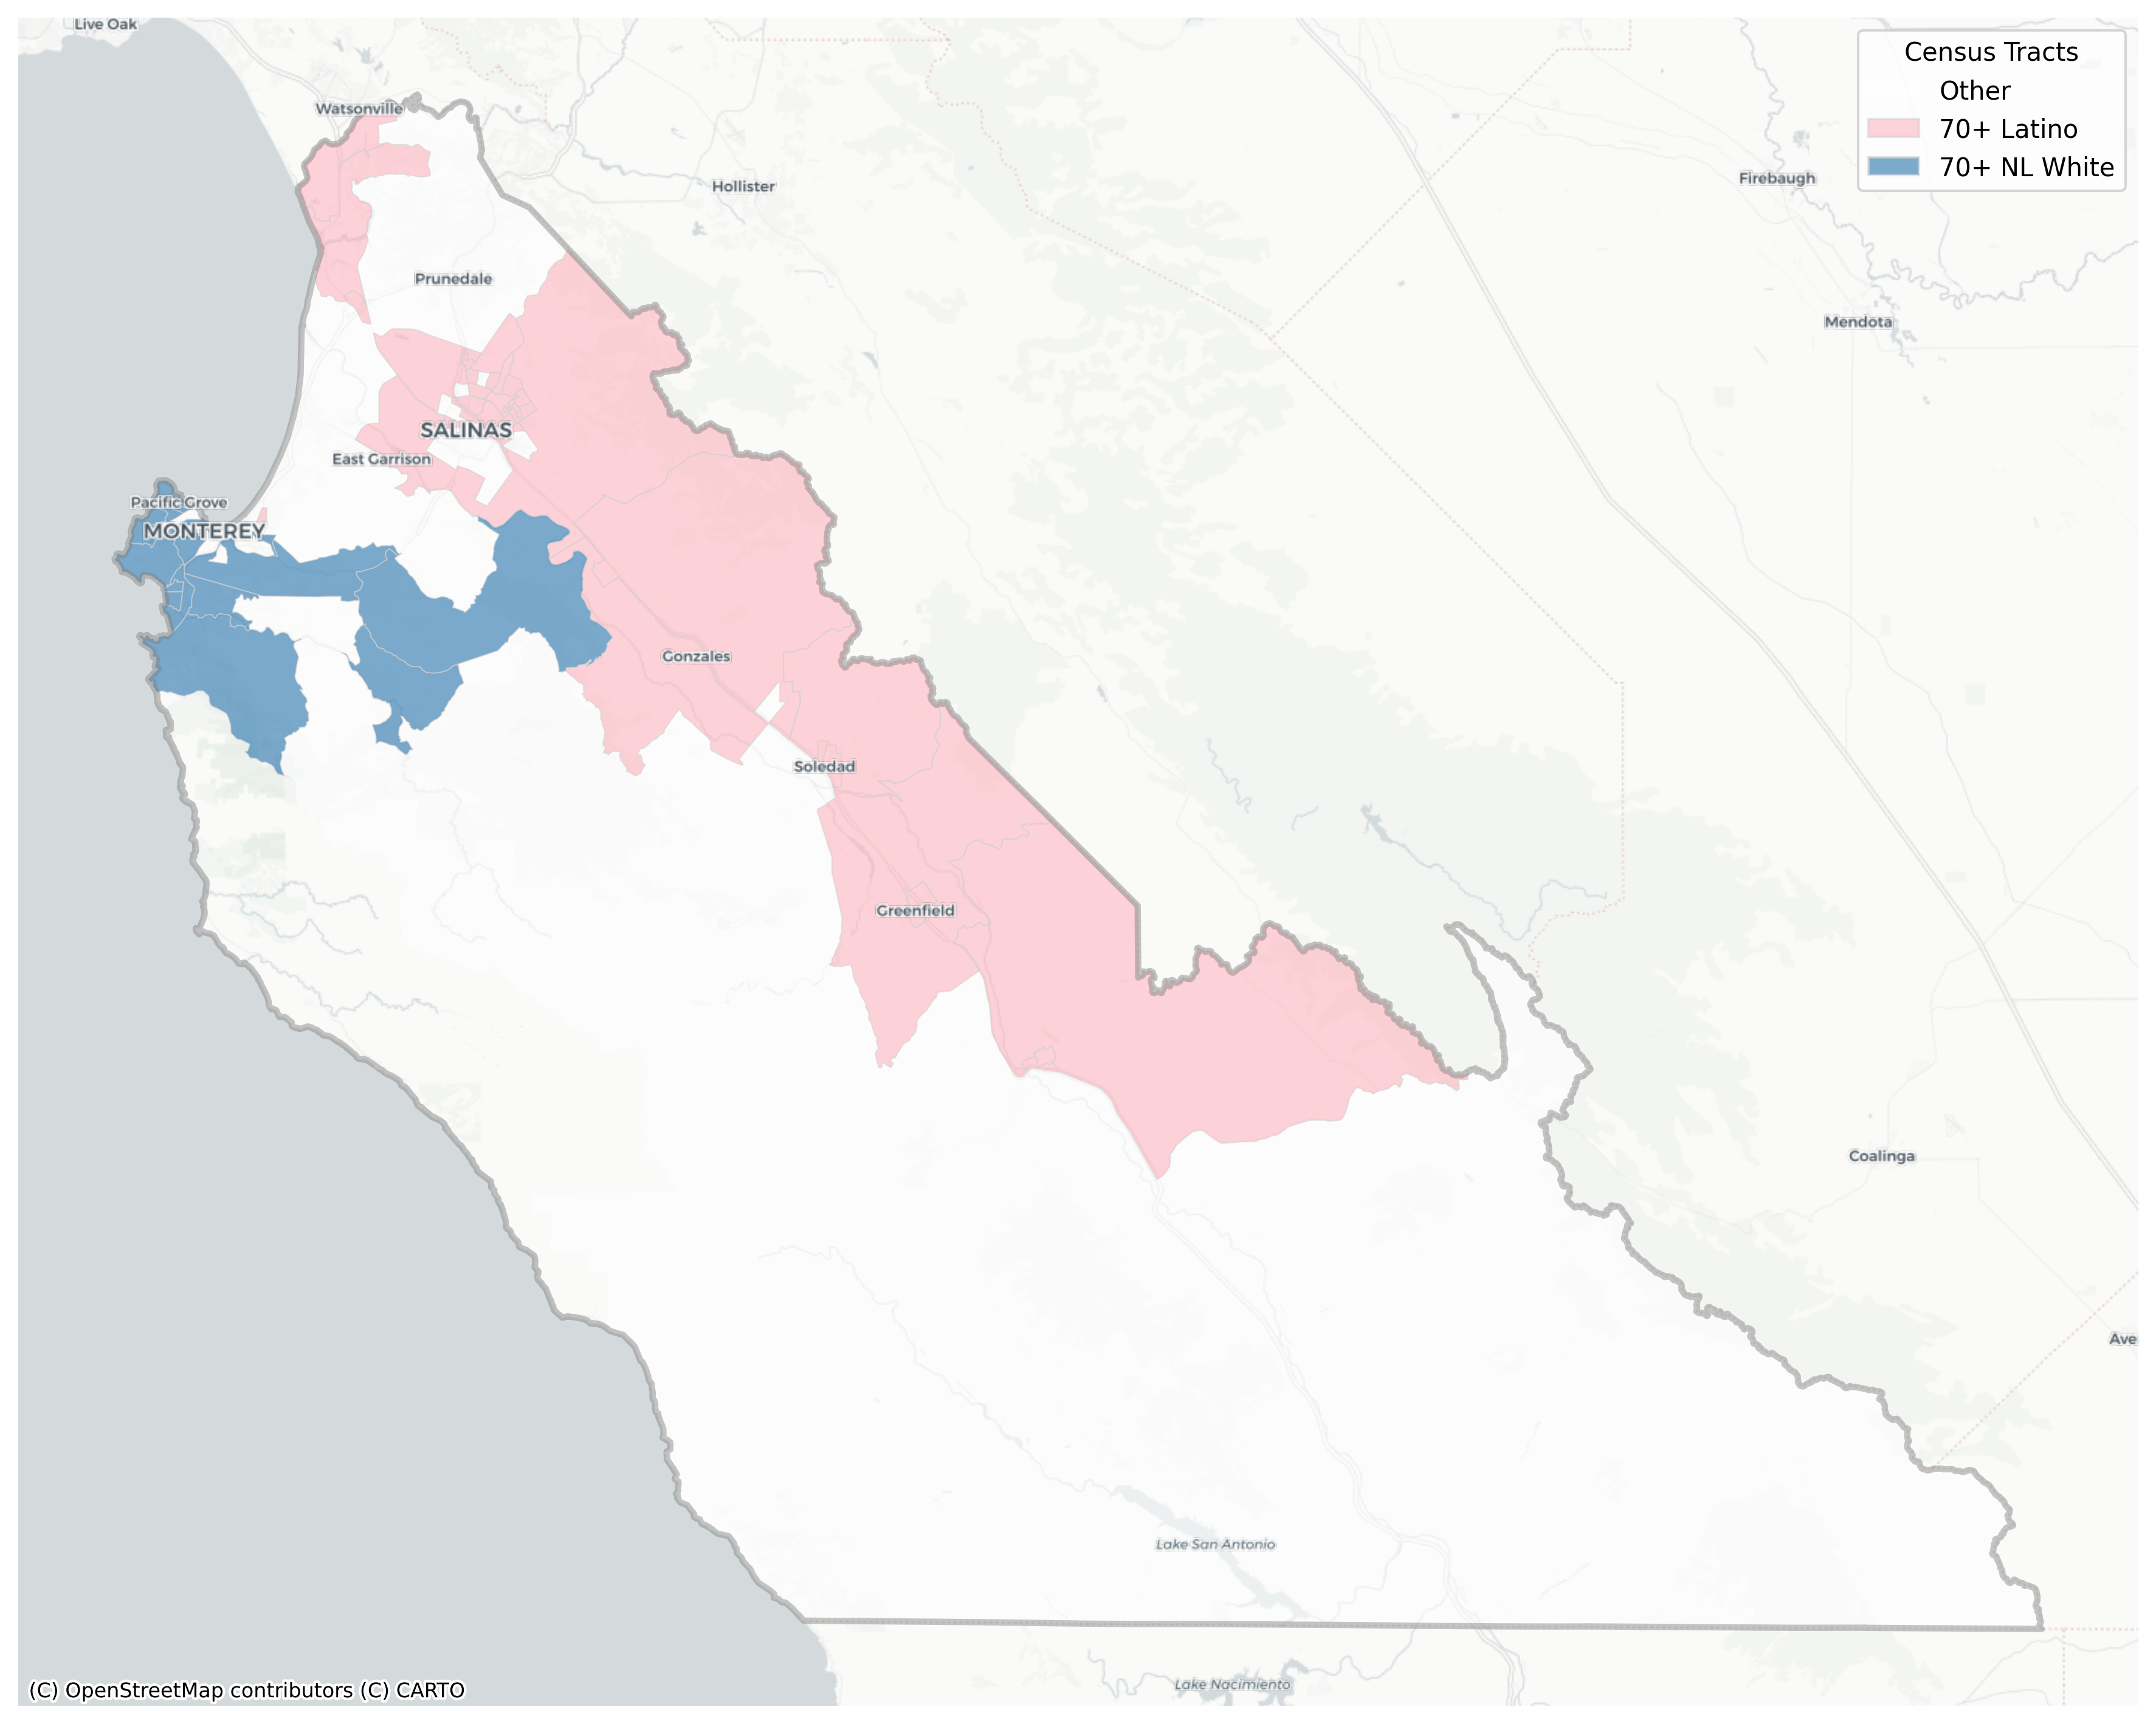 Live Oak
Census Tracts
Other
70+ Latino
70+ NL White
Watsonville
Hollister
Firebaugh
Prunedale
Mendota
SALINAS
East Garrison
Pacific Grove
MONTEREY
Gonzales
Soledad
Greenfield
Coalinga
Ave
Lake San Antonio
Lake Nacimiento
(C) OpenStreetMap contributors (C) CARTO